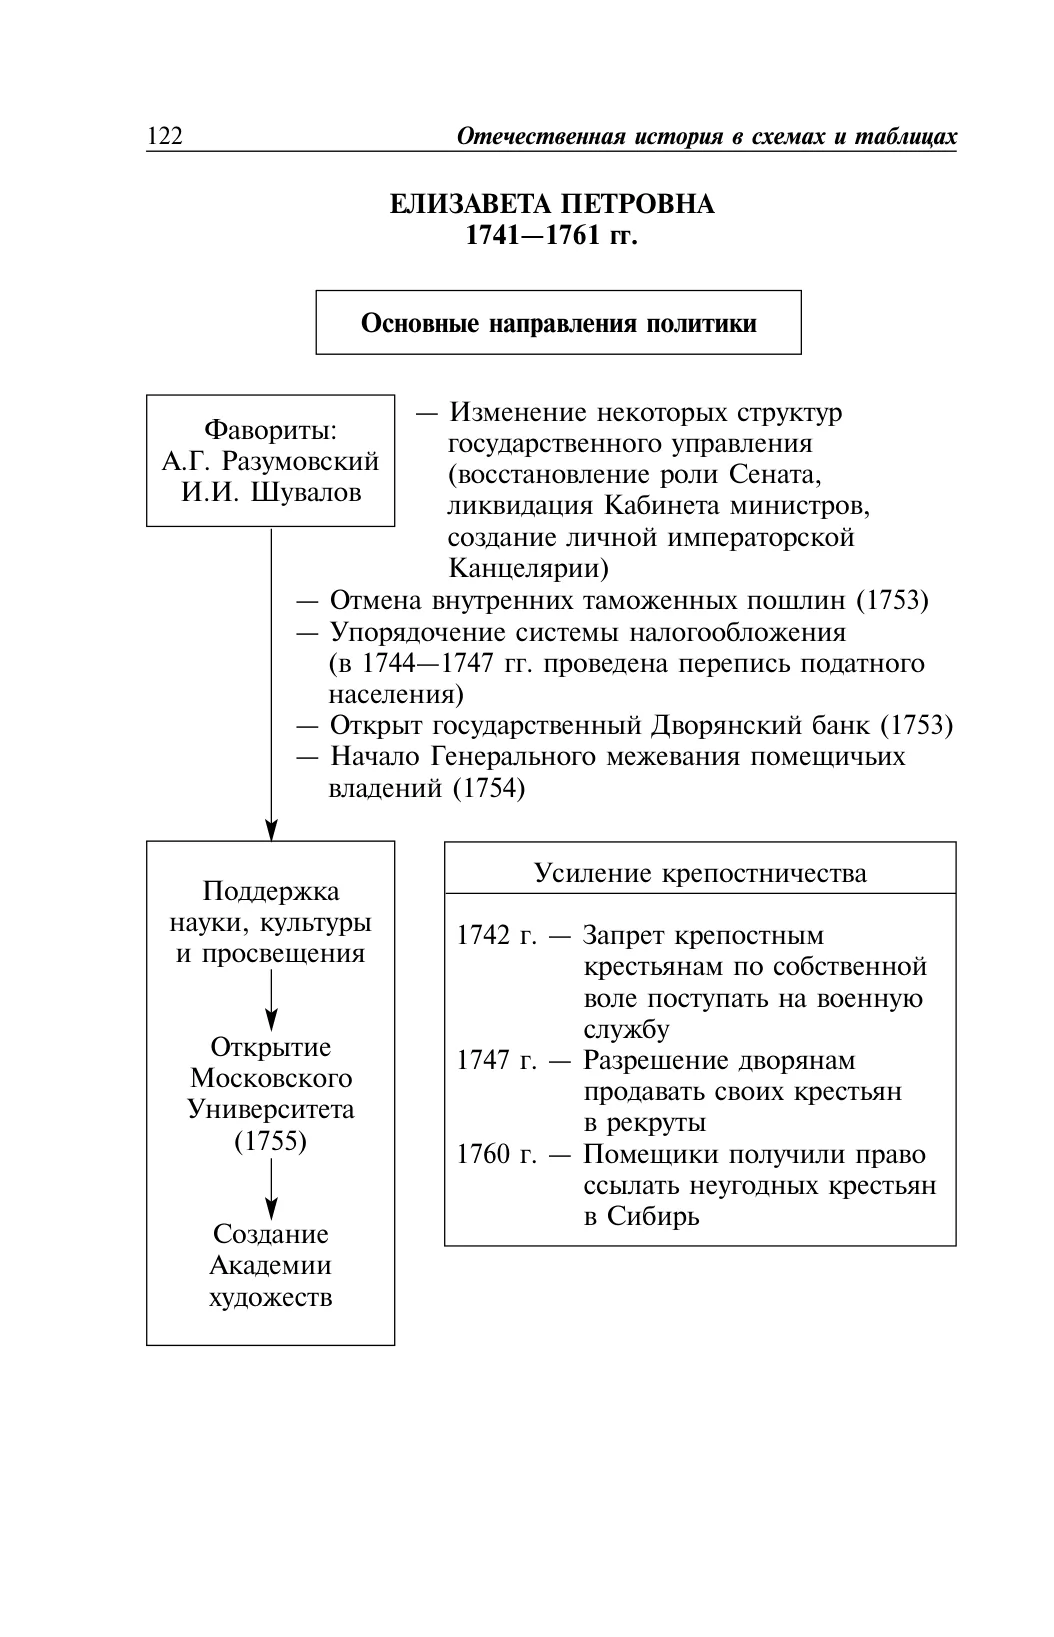 122
Отечественная история в схемах и таблицах
ЕЛИЗАВЕТА ПЕТРОВНА
1741—1761 гг.
Основные направления политики
Фавориты:
А.Г. Разумовский
И.И. Шувалов
— Изменение некоторых структур
государственного управления
(восстановление роли Сената,
ликвидация Кабинета министров,
создание личной императорской
Канцелярии)
— Отмена внутренних таможенных пошлин (1753)
— Упорядочение системы налогообложения
(в 1744—1747 гг. проведена перепись податного
населения)
— Открыт государственный Дворянский банк (1753)
— Начало Генерального межевания помещичьих
владений (1754)
Поддержка
науки, культуры
и просвещения
Открытие
Московского
Университета
(1755)
Создание
Академии
художеств
Усиление крепостничества
1742 г. — Запрет крепостным
крестьянам по собственной
воле поступать на военную
службу
1747 г. — Разрешение дворянам
продавать своих крестьян
в рекруты
1760 г. — Помещики получили право
ссылать неугодных крестьян
в Сибирь